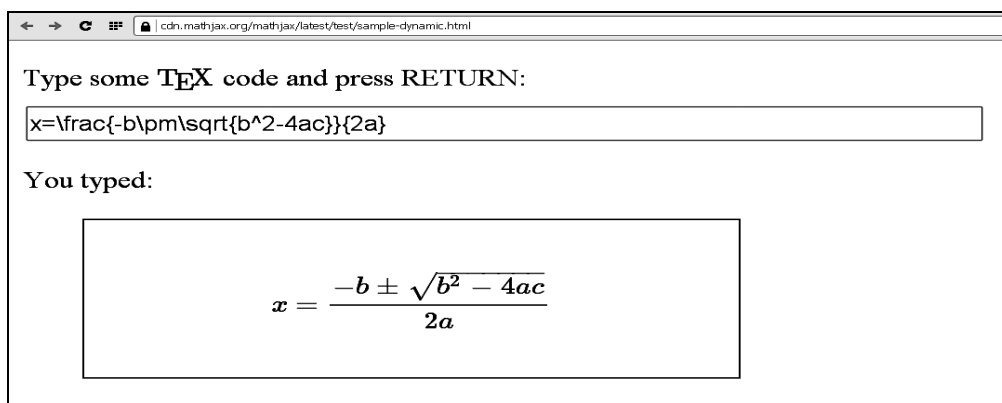 cdn.mathjax.org/mathjax/latest/test/sample-dynamic.html
Type some TEX code and press RETURN:
x=\frac{-b\pm\sqrt{b^2-4ac}}{2a}
You typed:
x = −b ± √b² − 4ac
2a